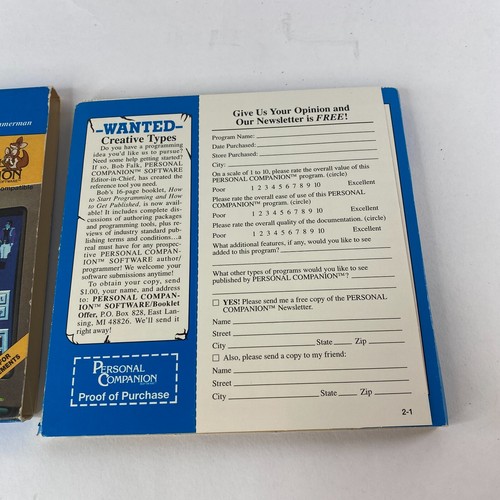 merman
ION
ompatible
FOR
EMENTS
–WANTED–
Creative Types
Do you have a programming
idea you'd like us to pursue?
Need some help getting started?
If so, Bob Falk, PERSONAL
COMPANION™ SOFTWARE
Editor-in-Chief, has created the
reference tool you need.
Bob's 16-page booklet, How
to Start Programming and How
to Get Published, is now avail-
able! It includes complete dis-
cussions of authoring packages
and programming tools, plus re-
views of industry standard pub-
lishing terms and conditions...a
real must have for any prospec-
tive PERSONAL COMPAN-
ION™ SOFTWARE author/
programmer! We welcome your
software submissions anytime!
To obtain your copy, send
$1.00, your name, and address
to: PERSONAL COMPAN-
ION™ SOFTWARE/Booklet
Offer, P.O. Box 828, East Lan-
sing, MI 48826. We'll send it
right away!
PERSONAL
COMPANION
Proof of Purchase
Give Us Your Opinion and
Our Newsletter is FREE!
Program Name:
Date Purchased:
Store Purchased:
City:
On a scale of 1 to 10, please rate the overall value of this
PERSONAL COMPANION™ program. (circle)
Poor 1 2 3 4 5 6 7 8 9 10 Excellent
Please rate the overall ease of use of this PERSONAL
COMPANION™ program. (circle)
Poor 1 2 3 4 5 6 7 8 9 10 Excellent
Please rate the overall quality of the documentation. (circle)
Poor 1 2 3 4 5 6 7 8 9 10 Excellent
What additional features, if any, would you like to see
added to this program?
What other types of programs would you like to see
published by PERSONAL COMPANION™?
YES! Please send me a free copy of the PERSONAL
COMPANION™ Newsletter.
Name
Street
City State Zip
Also, please send a copy to my friend:
Name
Street
City State Zip
2-1